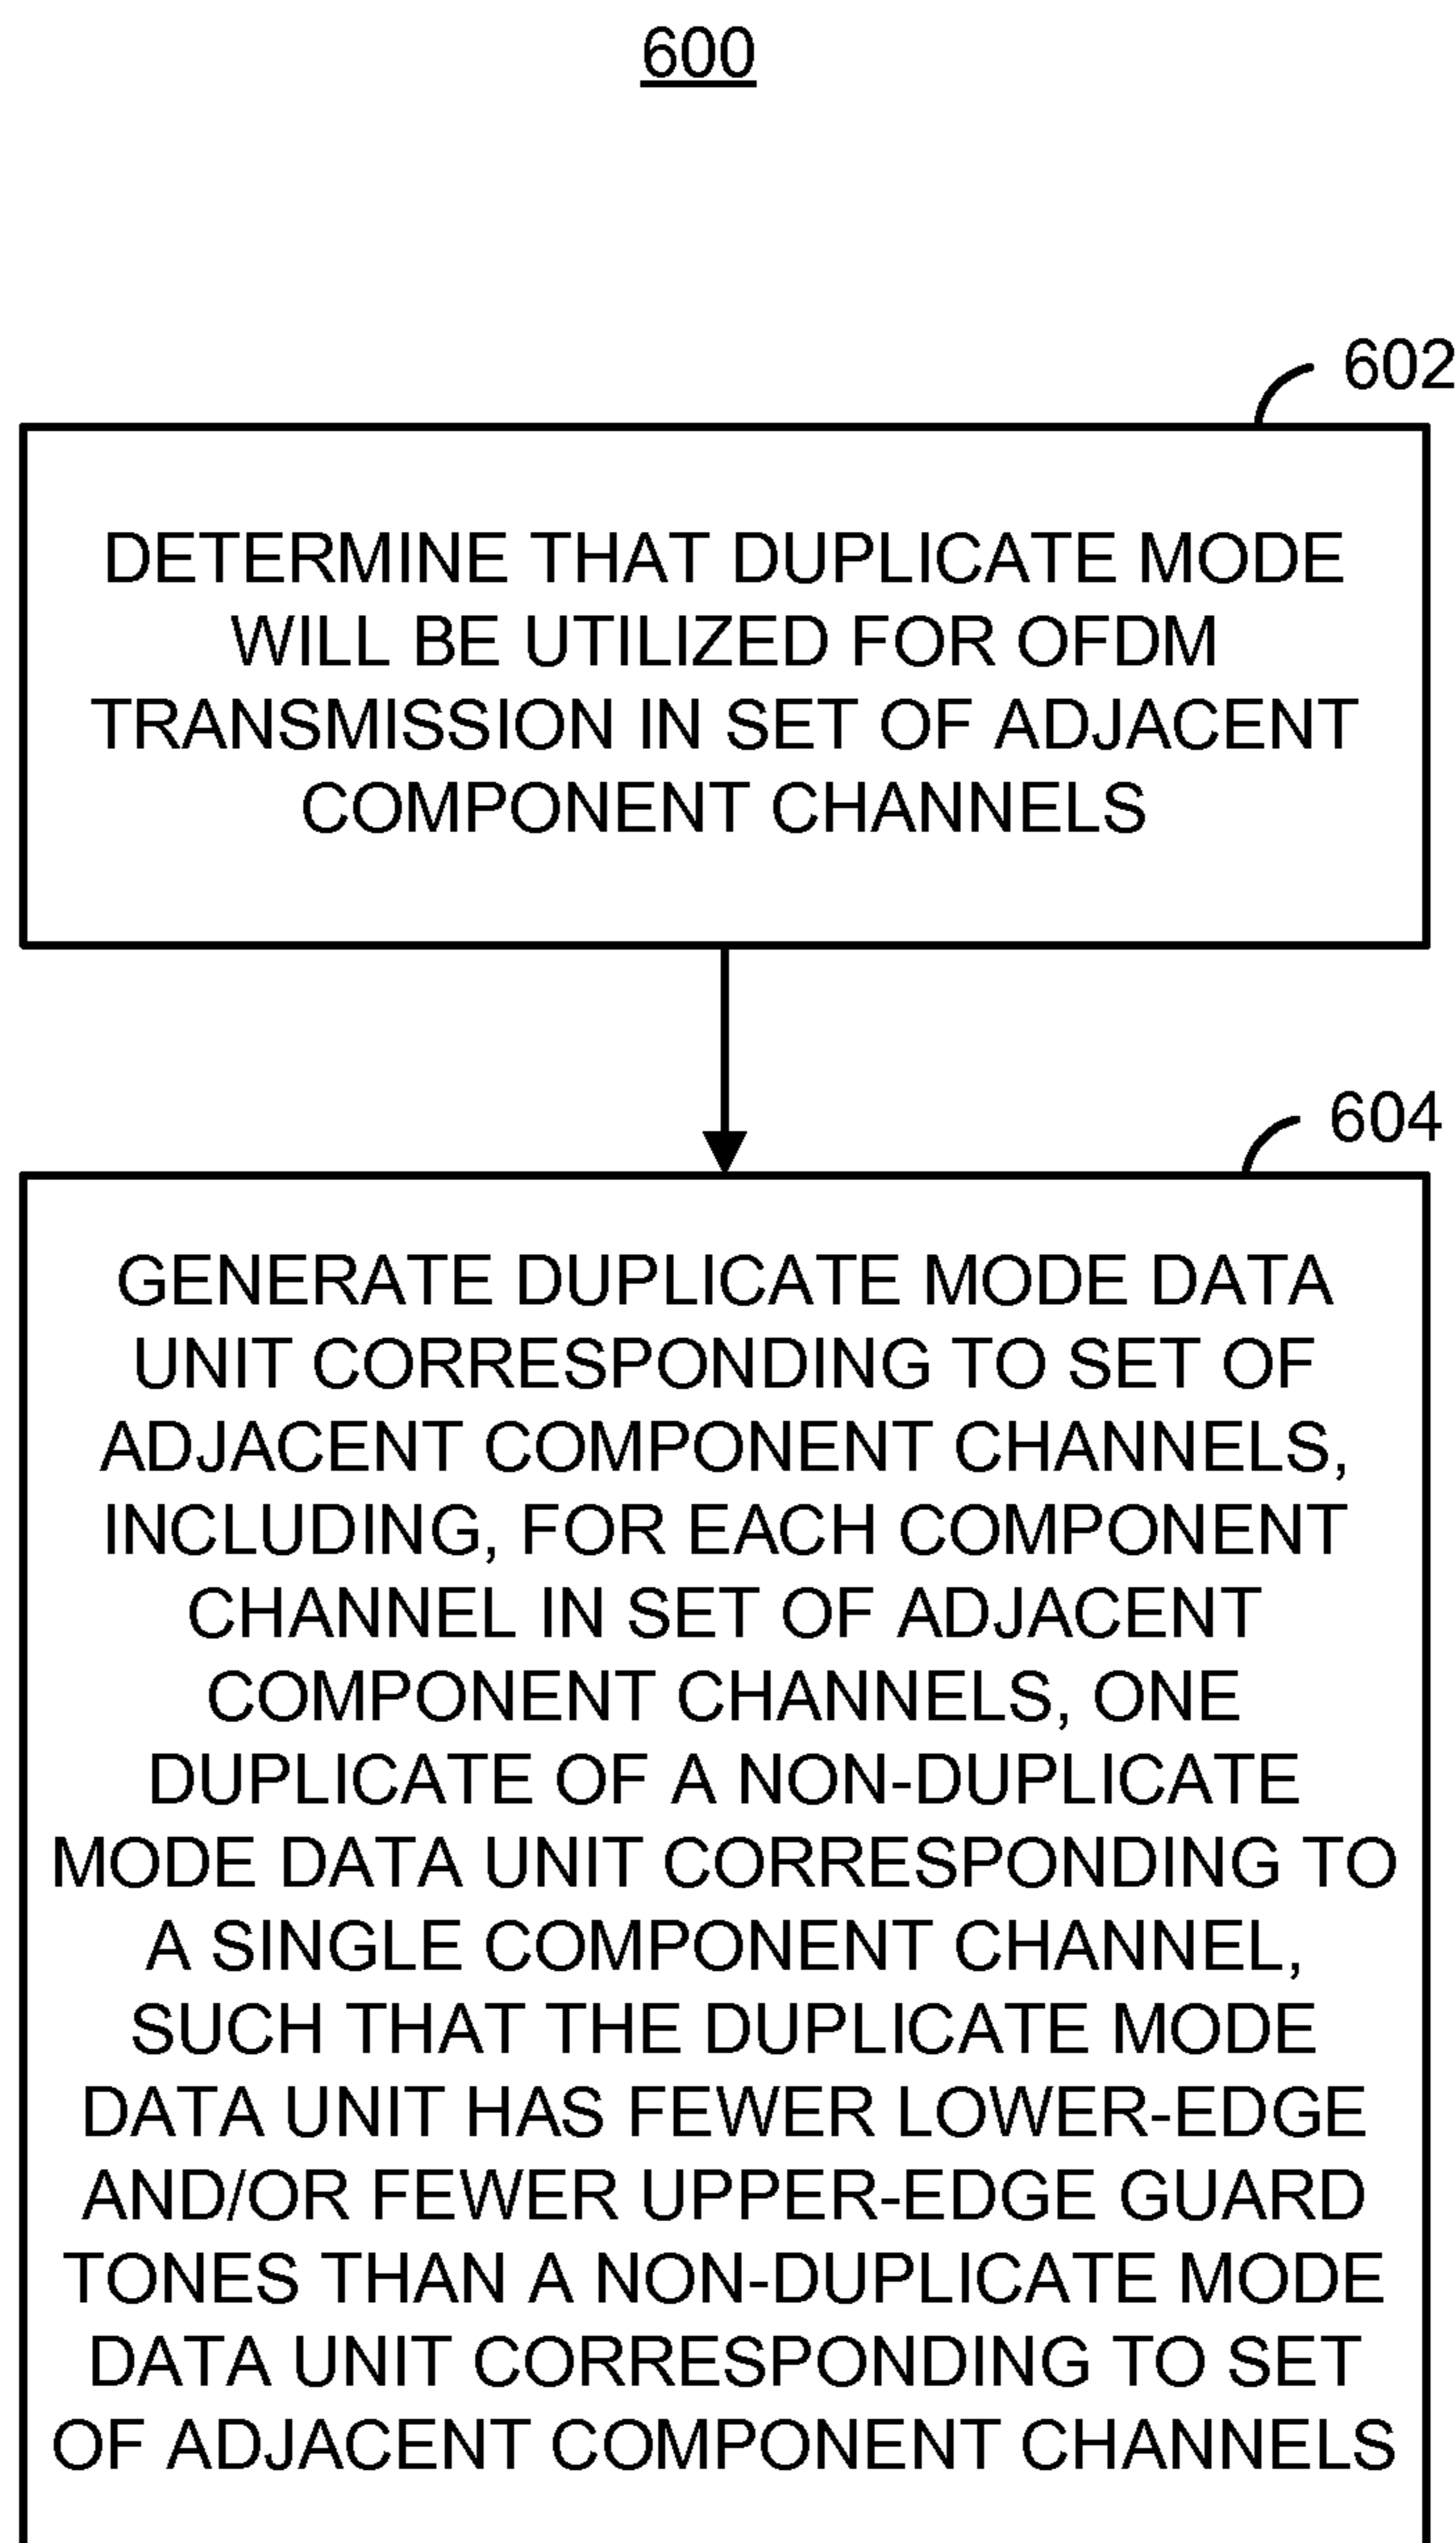 600
602
DETERMINE THAT DUPLICATE MODE
WILL BE UTILIZED FOR OFDM
TRANSMISSION IN SET OF ADJACENT
COMPONENT CHANNELS
604
GENERATE DUPLICATE MODE DATA
UNIT CORRESPONDING TO SET OF
ADJACENT COMPONENT CHANNELS,
INCLUDING, FOR EACH COMPONENT
CHANNEL IN SET OF ADJACENT
COMPONENT CHANNELS, ONE
DUPLICATE OF A NON-DUPLICATE
MODE DATA UNIT CORRESPONDING TO
A SINGLE COMPONENT CHANNEL,
SUCH THAT THE DUPLICATE MODE
DATA UNIT HAS FEWER LOWER-EDGE
AND/OR FEWER UPPER-EDGE GUARD
TONES THAN A NON-DUPLICATE MODE
DATA UNIT CORRESPONDING TO SET
OF ADJACENT COMPONENT CHANNELS